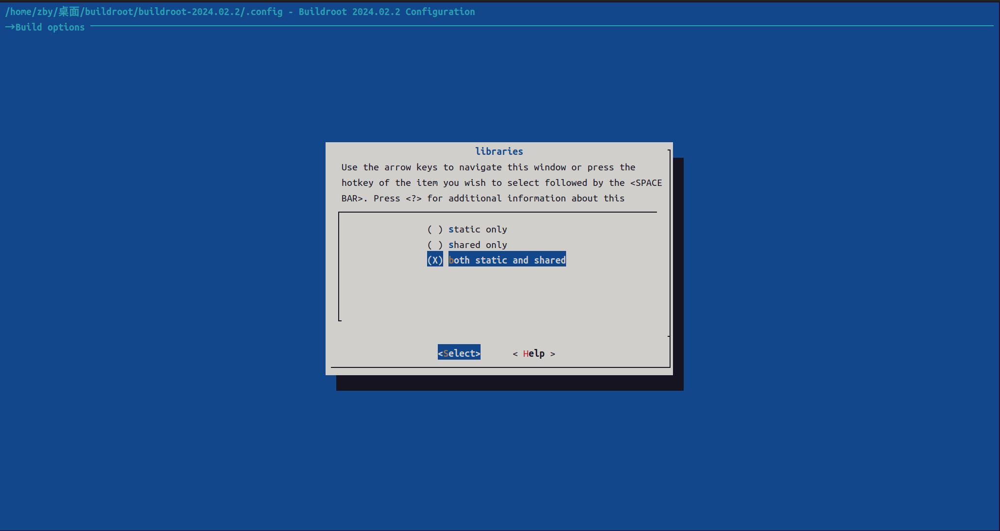 /home/zby/桌面/buildroot/buildroot-2024.02.2/.config - Buildroot 2024.02.2 Configuration
→Build options
libraries
Use the arrow keys to navigate this window or press the
hotkey of the item you wish to select followed by the <SPACE
BAR>. Press <?> for additional information about this
( ) static only
( ) shared only
(X) both static and shared
<Select> < Help >